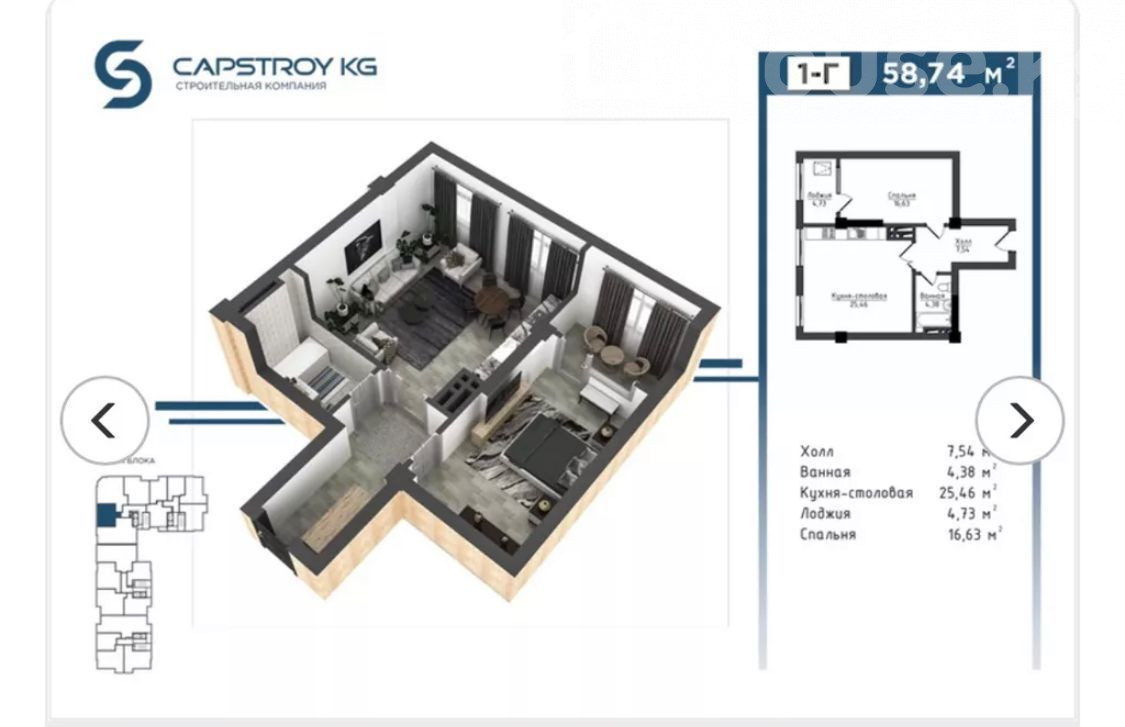 CAPSTROY KG
СТРОИТЕЛЬНАЯ КОМПАНИЯ
1-Г 58,74 м²
Лоджия
4,73
Спальня
16,63
Холл
7,54
Кухня-столовая
25,46
Ванная
4,38
Холл 7,54 м
Ванная 4,38 м²
Кухня-столовая 25,46 м²
Лоджия 4,73 м²
Спальня 16,63 м²
БЛОКА